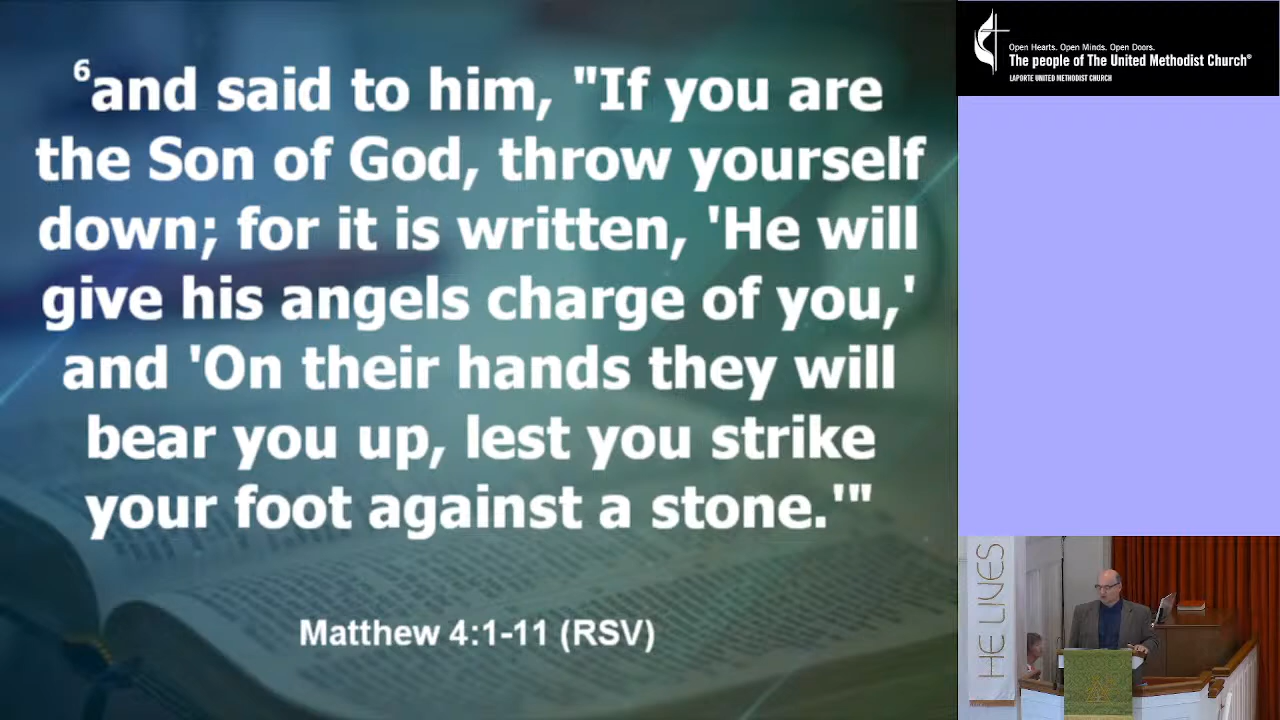 ⁶and said to him, "If you are
the Son of God, throw yourself
down; for it is written, 'He will
give his angels charge of you,'
and 'On their hands they will
bear you up, lest you strike
your foot against a stone.'"
Matthew 4:1-11 (RSV)
Open Hearts. Open Minds. Open Doors.
The people of The United Methodist Church®
LAPORTE UNITED METHODIST CHURCH
HE LIVES